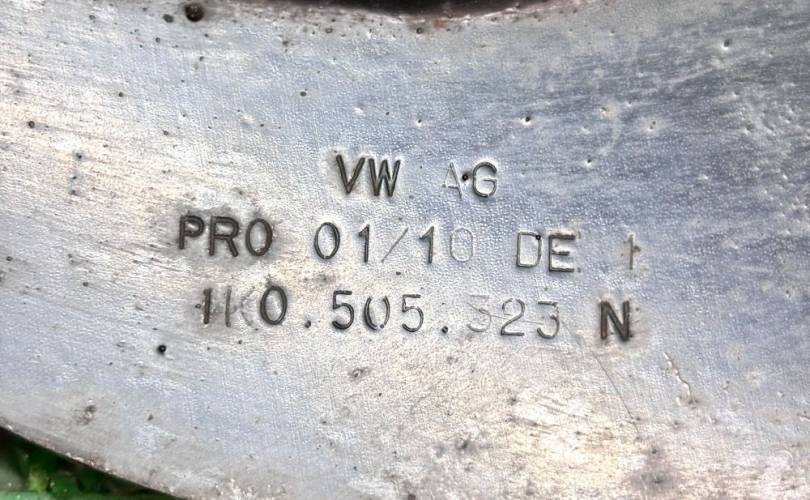 VW AG
PRO 01/10 DE 1
1K0.505.323 N